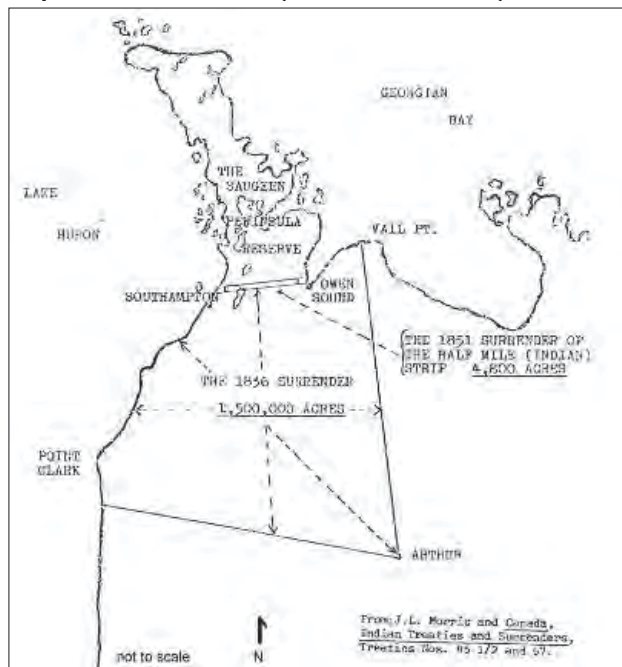 GEORGIAN
BAY
THE
SAUGEEN
PENINSULA
RESERVE
LAKE
HURON
VAIL PT.
SOUTHAMPTON
OWEN
SOUND
THE 1851 SURRENDER OF
THE HALF MILE (INDIAN)
STRIP 4,800 ACRES
THE 1836 SURRENDER
1,500,000 ACRES
POINT
CLARK
ARTHUR
From J.L. Morris and Canada,
Indian Treaties and Surrenders,
Treaties Nos. 45 1/2 and 67.
not to scale
N